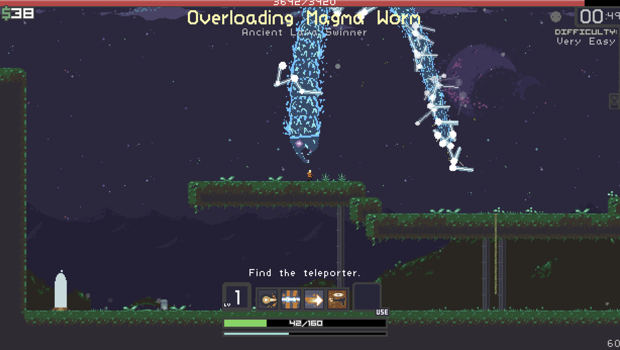 3692/3920
$38
Overloading Magma Worm
00:49
Ancient Lava Swimmer
DIFFICULTY:
Very Easy
Find the teleporter.
LV 1
USE
42/160
60